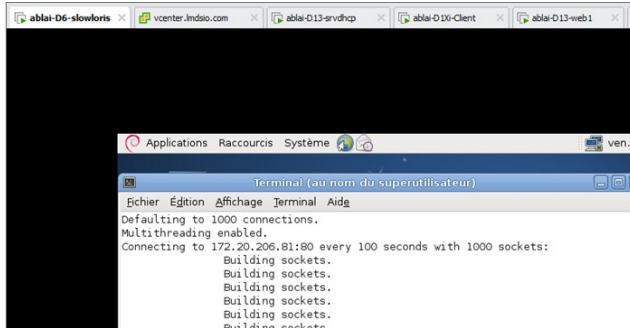 ablai-D6-slowloris
vcenter.lmdsio.com
ablai-D13-srvdhcp
ablai-D1Xi-Client
ablai-D13-web1
Applications Raccourcis Système
ven.
Terminal (au nom du superutilisateur)
Fichier Édition Affichage Terminal Aide
Defaulting to 1000 connections.
Multithreading enabled.
Connecting to 172.20.206.81:80 every 100 seconds with 1000 sockets:
Building sockets.
Building sockets.
Building sockets.
Building sockets.
Building sockets.
Building sockets.